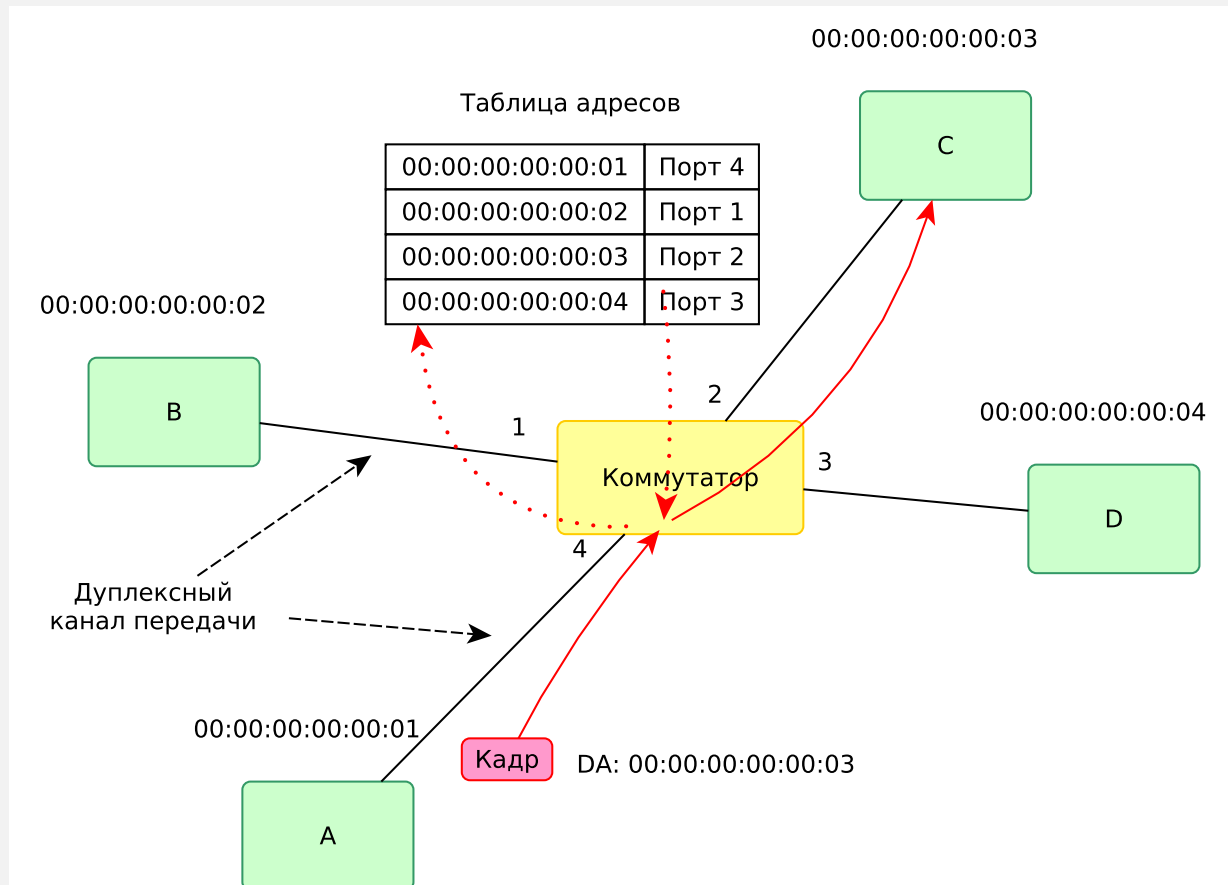 00:00:00:00:00:03
Таблица адресов
C
00:00:00:00:00:01 Порт 4
00:00:00:00:00:02 Порт 1
00:00:00:00:00:03 Порт 2
00:00:00:00:00:04 Порт 3
00:00:00:00:00:02
B
2
00:00:00:00:00:04
1
3
Коммутатор
D
4
Дуплексный
канал передачи
00:00:00:00:00:01
Кадр
DA: 00:00:00:00:00:03
A